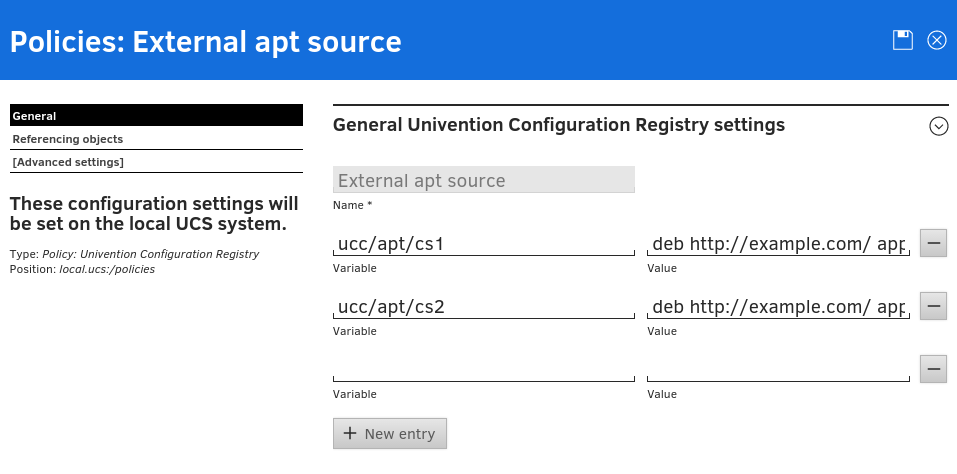 Policies: External apt source
General
Referencing objects
[Advanced settings]
These configuration settings will
be set on the local UCS system.
Type: Policy: Univention Configuration Registry
Position: local.ucs:/policies
General Univention Configuration Registry settings
External apt source
Name *
ucc/apt/cs1 deb http://example.com/ app
Variable Value
ucc/apt/cs2 deb http://example.com/ app
Variable Value
Variable Value
New entry